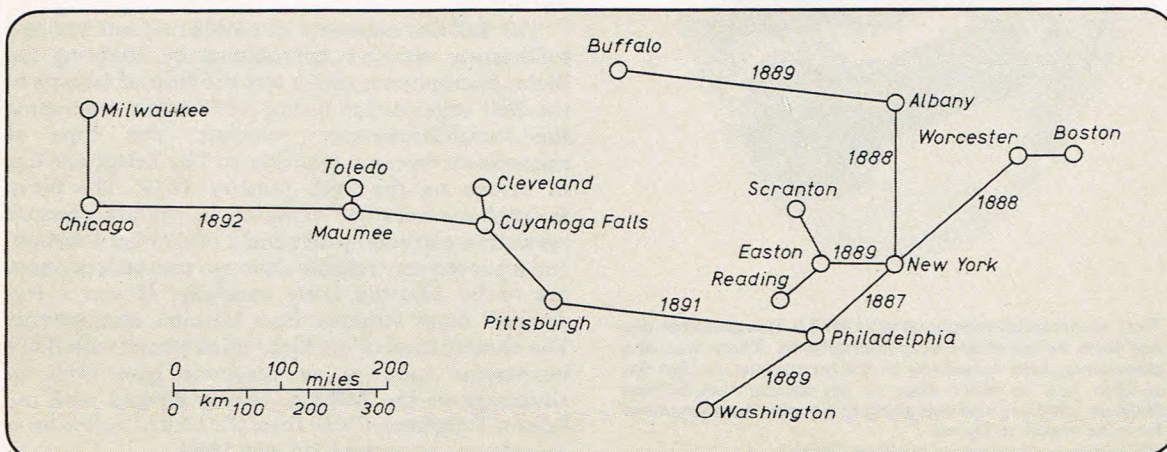 Buffalo
1889
Albany
Milwaukee
Worcester
Boston
Toledo
Cleveland
1888
Scranton
1888
Chicago
1892
Maumee
Cuyahoga Falls
Easton
1889
New York
Reading
1887
Pittsburgh
1891
Philadelphia
0 100 200
miles
km
0 100 200 300
1889
Washington